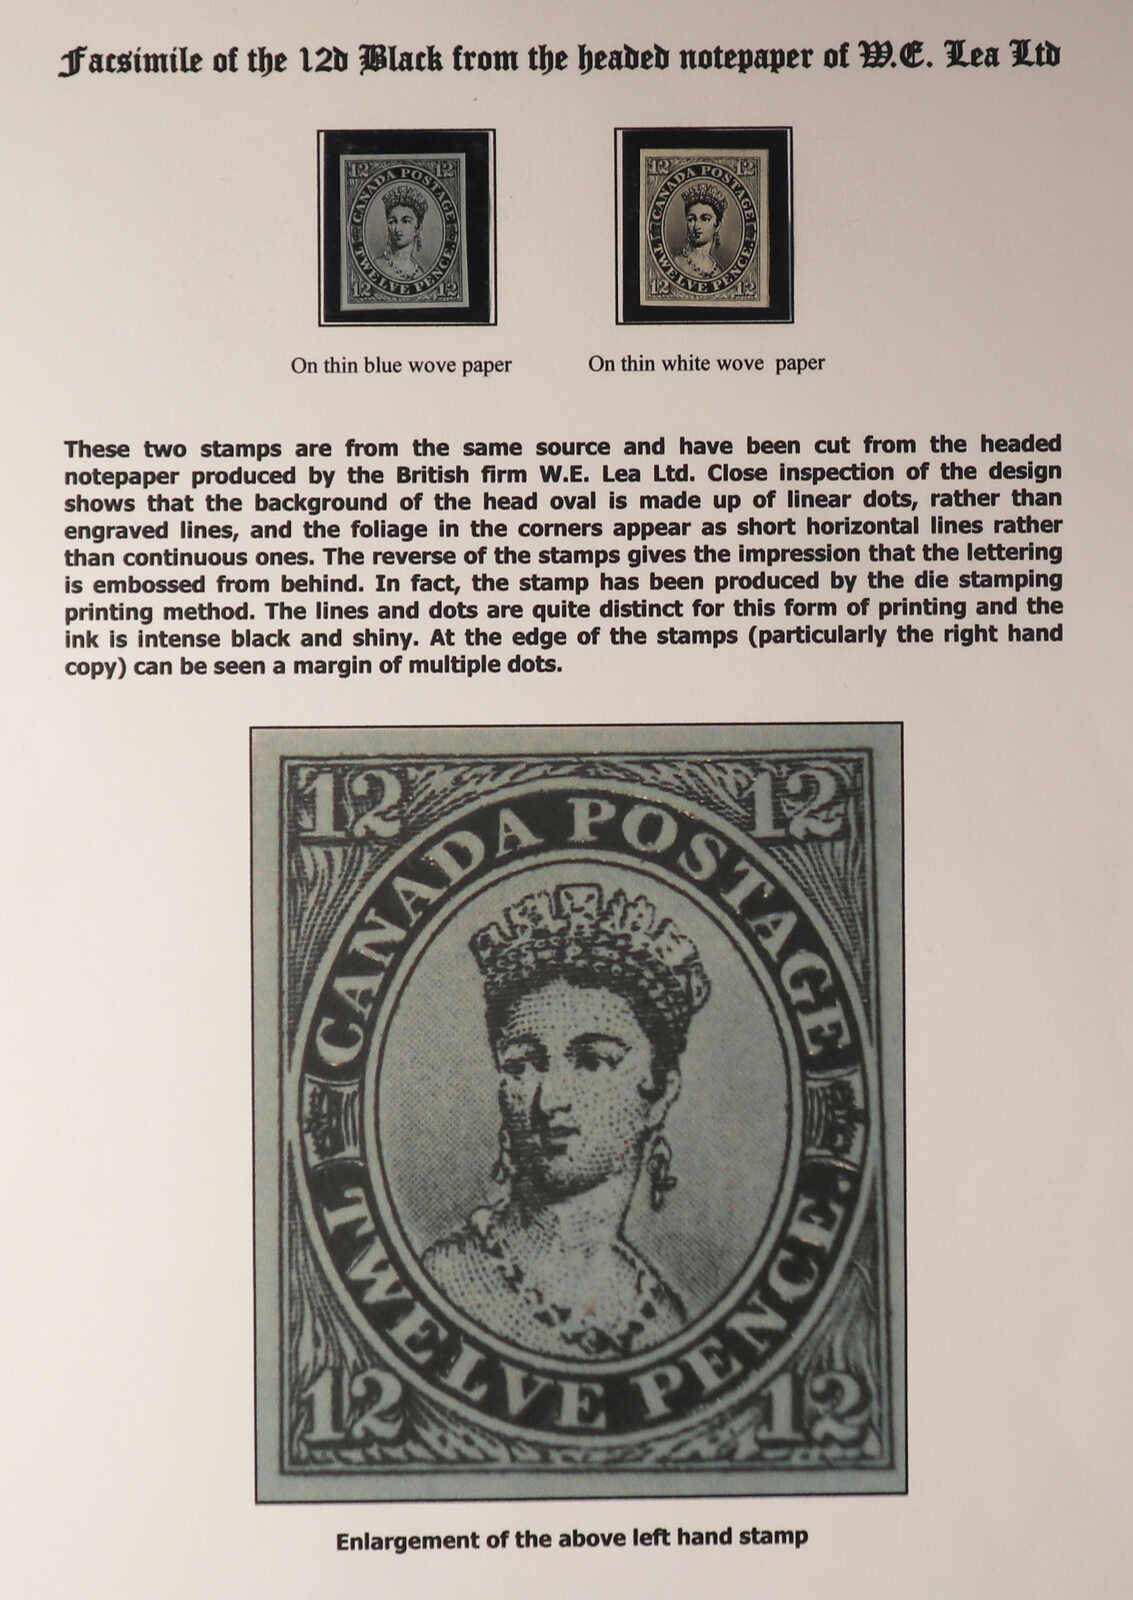 Facsimile of the 12d Black from the headed notepaper of W.E. Lea Ltd
12 12
CANADA POSTAGE
TWELVE PENCE.
12 12
12 12
CANADA POSTAGE
TWELVE PENCE.
12 12
On thin blue wove paper
On thin white wove paper
These two stamps are from the same source and have been cut from the headed
notepaper produced by the British firm W.E. Lea Ltd. Close inspection of the design
shows that the background of the head oval is made up of linear dots, rather than
engraved lines, and the foliage in the corners appear as short horizontal lines rather
than continuous ones. The reverse of the stamps gives the impression that the lettering
is embossed from behind. In fact, the stamp has been produced by the die stamping
printing method. The lines and dots are quite distinct for this form of printing and the
ink is intense black and shiny. At the edge of the stamps (particularly the right hand
copy) can be seen a margin of multiple dots.
12 12
CANADA POSTAGE
TWELVE PENCE.
12 12
Enlargement of the above left hand stamp